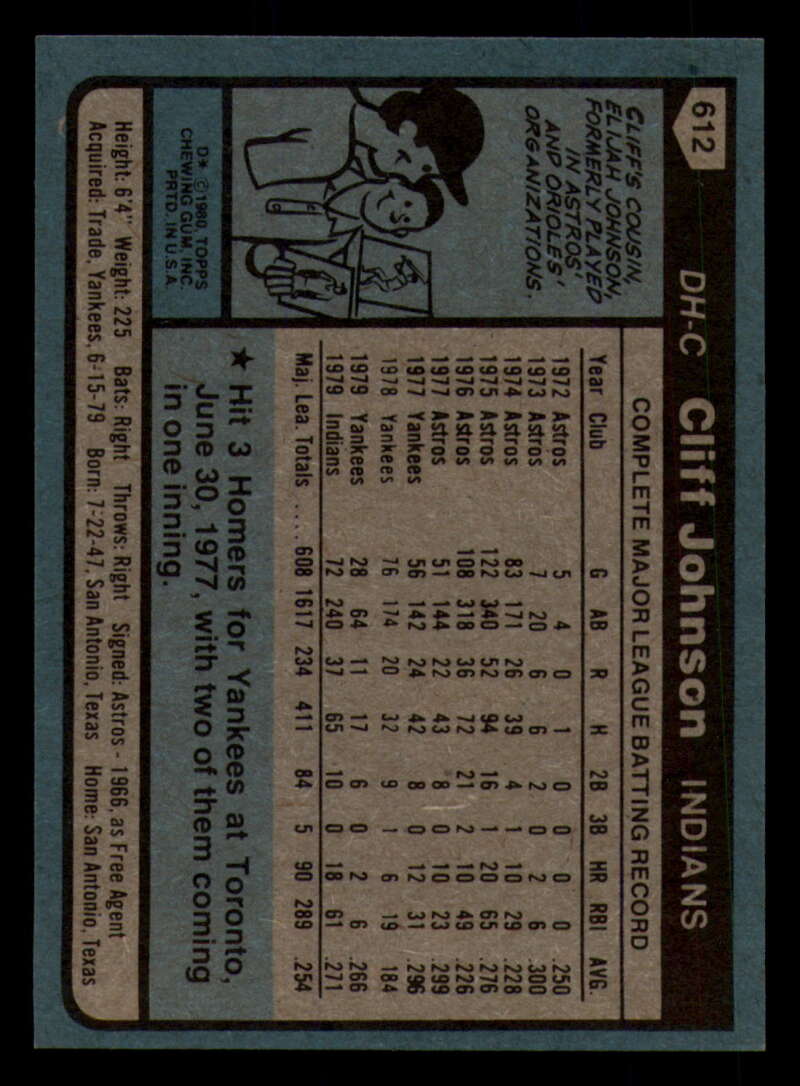 612
DH-C Cliff Johnson INDIANS
CLIFF'S COUSIN,
ELIJAH JOHNSON,
FORMERLY PLAYED
IN ASTROS'
AND ORIOLES'
ORGANIZATIONS.
D* © 1980 TOPPS
CHEWING GUM, INC.
PRTD. IN U.S.A.
COMPLETE MAJOR LEAGUE BATTING RECORD
Year Club G AB R H 2B 3B HR RBI AVG.
1972 Astros 5 4 0 1 0 0 0 0 .250
1973 Astros 7 20 6 6 2 0 2 6 .300
1974 Astros 83 171 26 39 4 1 10 29 .228
1975 Astros 122 340 52 94 16 1 20 65 .276
1976 Astros 108 318 36 72 21 2 10 49 .226
1977 Astros 51 144 22 43 8 0 10 23 .299
1977 Yankees 56 142 24 42 8 0 12 31 .296
1978 Yankees 76 174 20 32 9 1 6 19 .184
1979 Yankees 28 64 11 17 6 0 2 6 .266
1979 Indians 72 240 37 65 10 0 18 61 .271
Maj. Lea. Totals .... 608 1617 234 411 84 5 90 289 .254
★ Hit 3 Homers for Yankees at Toronto,
June 30, 1977, with two of them coming
in one inning.
Height: 6'4" Weight: 225 Bats: Right Throws: Right Signed: Astros - 1966, as Free Agent
Acquired: Trade, Yankees, 6-15-79 Born: 7-22-47, San Antonio, Texas Home: San Antonio, Texas